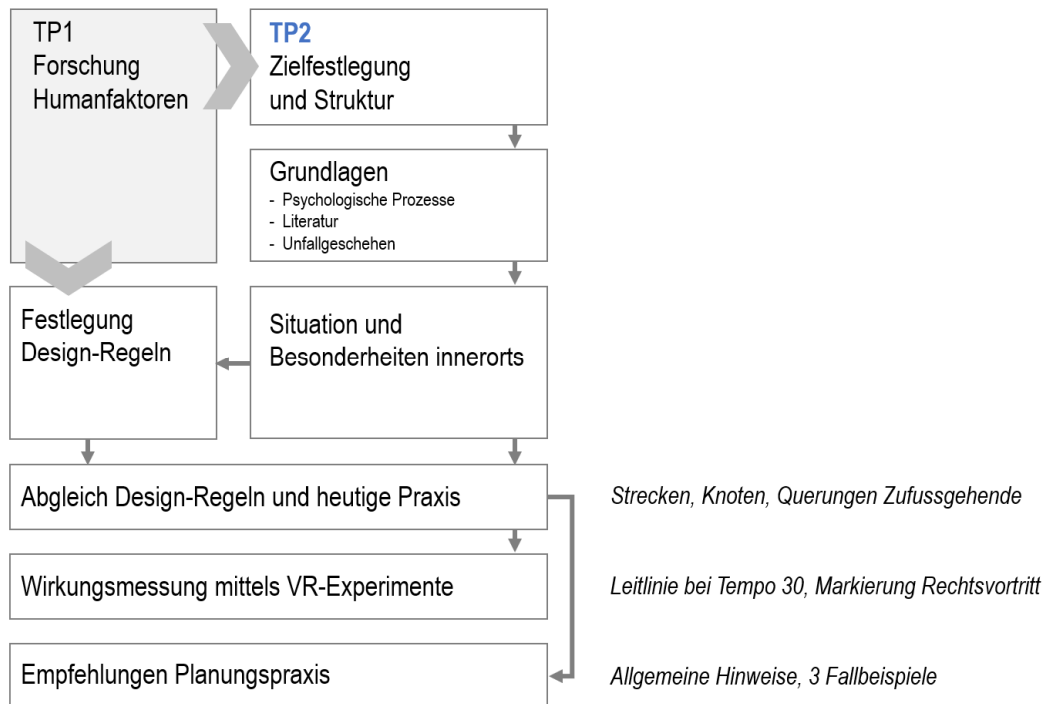 TP1
Forschung
Humanfaktoren
TP2
Zielfestlegung
und Struktur
Grundlagen
- Psychologische Prozesse
- Literatur
- Unfallgeschehen
Festlegung
Design-Regeln
Situation und
Besonderheiten innerorts
Abgleich Design-Regeln und heutige Praxis
Strecken, Knoten, Querungen Zufussgehende
Wirkungsmessung mittels VR-Experimente
Leitlinie bei Tempo 30, Markierung Rechtsvortritt
Empfehlungen Planungspraxis
Allgemeine Hinweise, 3 Fallbeispiele